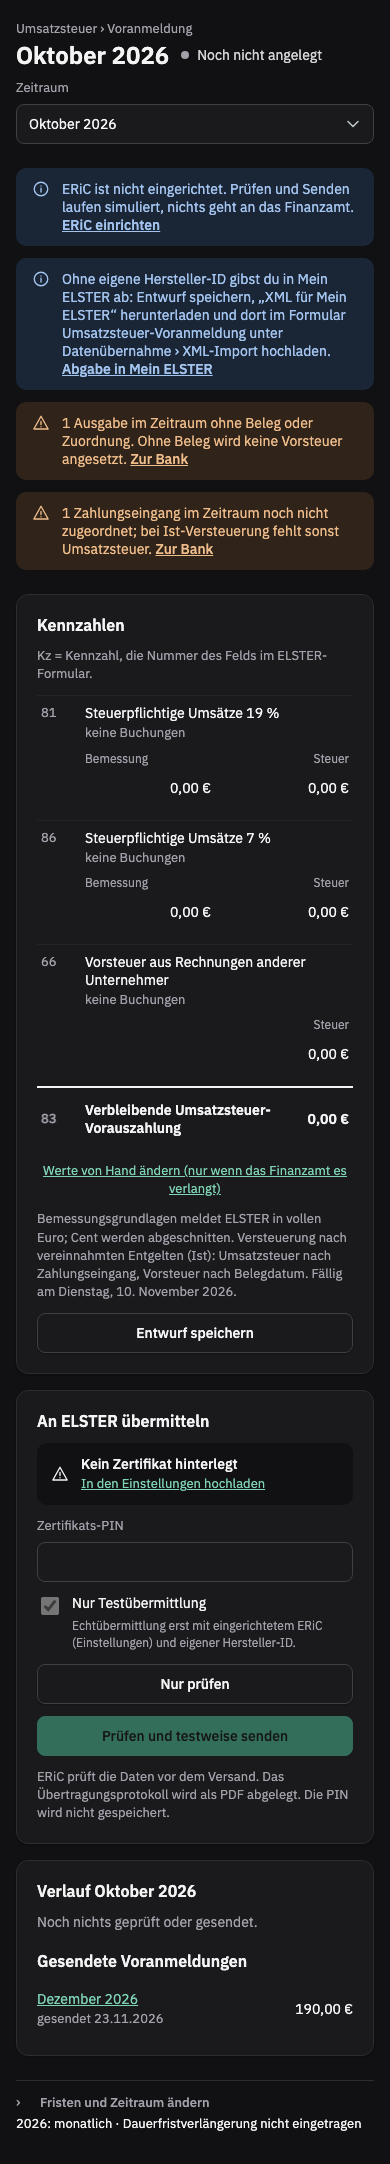 Umsatzsteuer › Voranmeldung
Oktober 2026 Noch nicht angelegt
Zeitraum
Oktober 2026
ERiC ist nicht eingerichtet. Prüfen und Senden
laufen simuliert, nichts geht an das Finanzamt.
ERiC einrichten
Ohne eigene Hersteller-ID gibst du in Mein
ELSTER ab: Entwurf speichern, „XML für Mein
ELSTER“ herunterladen und dort im Formular
Umsatzsteuer-Voranmeldung unter
Datenübernahme › XML-Import hochladen.
Abgabe in Mein ELSTER
1 Ausgabe im Zeitraum ohne Beleg oder
Zuordnung. Ohne Beleg wird keine Vorsteuer
angesetzt. Zur Bank
1 Zahlungseingang im Zeitraum noch nicht
zugeordnet; bei Ist-Versteuerung fehlt sonst
Umsatzsteuer. Zur Bank
Kennzahlen
Kz = Kennzahl, die Nummer des Felds im ELSTER-
Formular.
81 Steuerpflichtige Umsätze 19 %
keine Buchungen
Bemessung Steuer
0,00 € 0,00 €
86 Steuerpflichtige Umsätze 7 %
keine Buchungen
Bemessung Steuer
0,00 € 0,00 €
66 Vorsteuer aus Rechnungen anderer
Unternehmer
keine Buchungen
Steuer
0,00 €
83 Verbleibende Umsatzsteuer-
Vorauszahlung 0,00 €
Werte von Hand ändern (nur wenn das Finanzamt es
verlangt)
Bemessungsgrundlagen meldet ELSTER in vollen
Euro; Cent werden abgeschnitten. Versteuerung nach
vereinnahmten Entgelten (Ist): Umsatzsteuer nach
Zahlungseingang, Vorsteuer nach Belegdatum. Fällig
am Dienstag, 10. November 2026.
Entwurf speichern
An ELSTER übermitteln
Kein Zertifikat hinterlegt
In den Einstellungen hochladen
Zertifikats-PIN
Nur Testübermittlung
Echtübermittlung erst mit eingerichtetem ERiC
(Einstellungen) und eigener Hersteller-ID.
Nur prüfen
Prüfen und testweise senden
ERiC prüft die Daten vor dem Versand. Das
Übertragungsprotokoll wird als PDF abgelegt. Die PIN
wird nicht gespeichert.
Verlauf Oktober 2026
Noch nichts geprüft oder gesendet.
Gesendete Voranmeldungen
Dezember 2026
gesendet 23.11.2026 190,00 €
› Fristen und Zeitraum ändern
2026: monatlich · Dauerfristverlängerung nicht eingetragen